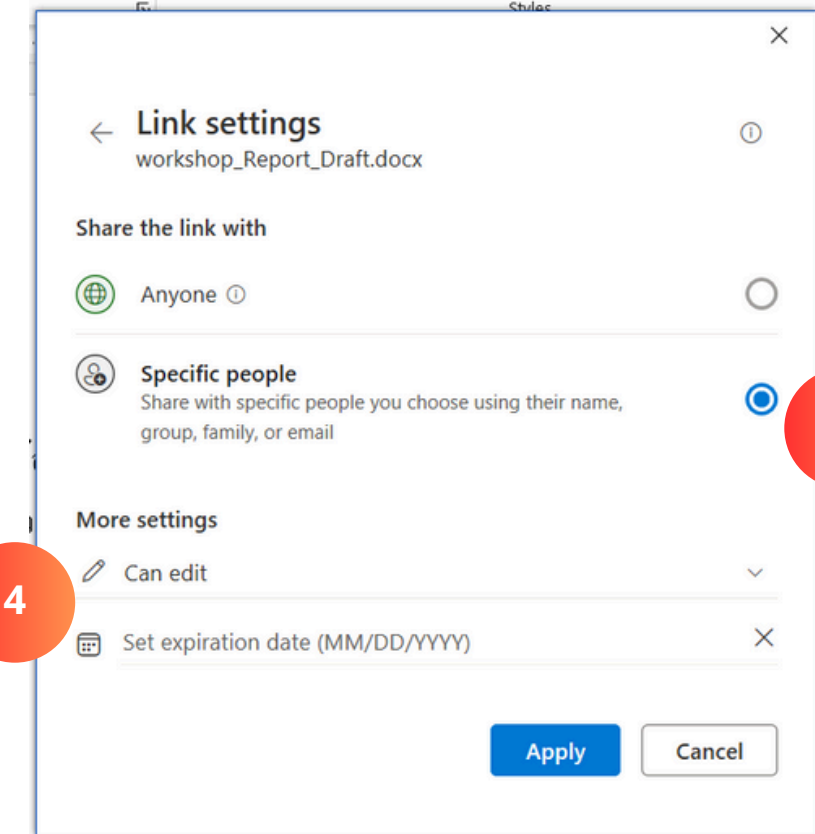 Styles
Link settings
workshop_Report_Draft.docx
Share the link with
Anyone
Specific people
Share with specific people you choose using their name,
group, family, or email
More settings
Can edit
4
Set expiration date (MM/DD/YYYY)
Apply Cancel